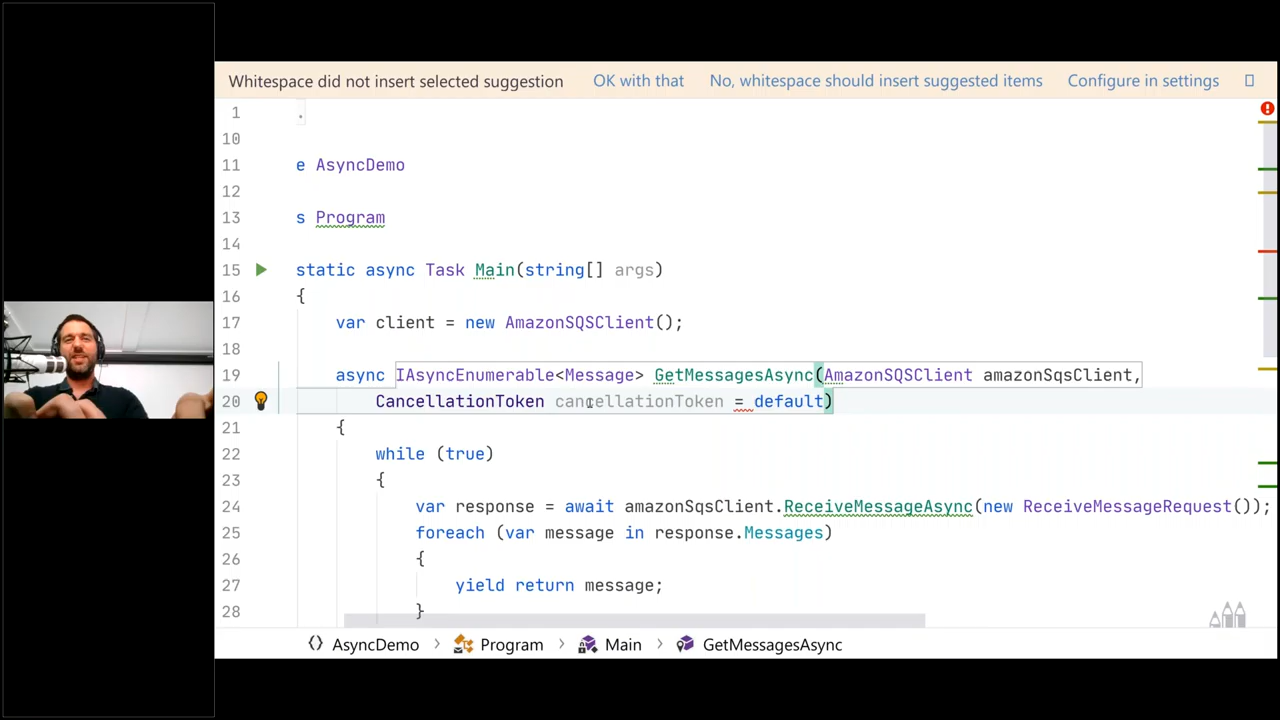 Whitespace did not insert selected suggestion OK with that No, whitespace should insert suggested items Configure in settings
1 .
10
11 e AsyncDemo
12
13 s Program
14
15 static async Task Main(string[] args)
16 {
17 var client = new AmazonSQSClient();
18
19 async IAsyncEnumerable<Message> GetMessagesAsync(AmazonSQSClient amazonSqsClient,
20 CancellationToken cancellationToken = default)
21 {
22 while (true)
23 {
24 var response = await amazonSqsClient.ReceiveMessageAsync(new ReceiveMessageRequest());
25 foreach (var message in response.Messages)
26 {
27 yield return message;
28 }
AsyncDemo > Program > Main > GetMessagesAsync